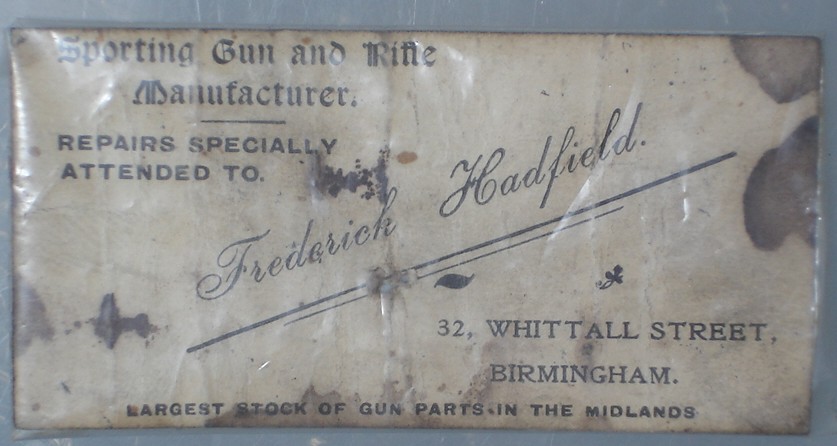 Sporting Gun and Rifle
Manufacturer.
REPAIRS SPECIALLY
ATTENDED TO.
Frederick Hadfield.
32, WHITTALL STREET,
BIRMINGHAM.
LARGEST STOCK OF GUN PARTS IN THE MIDLANDS